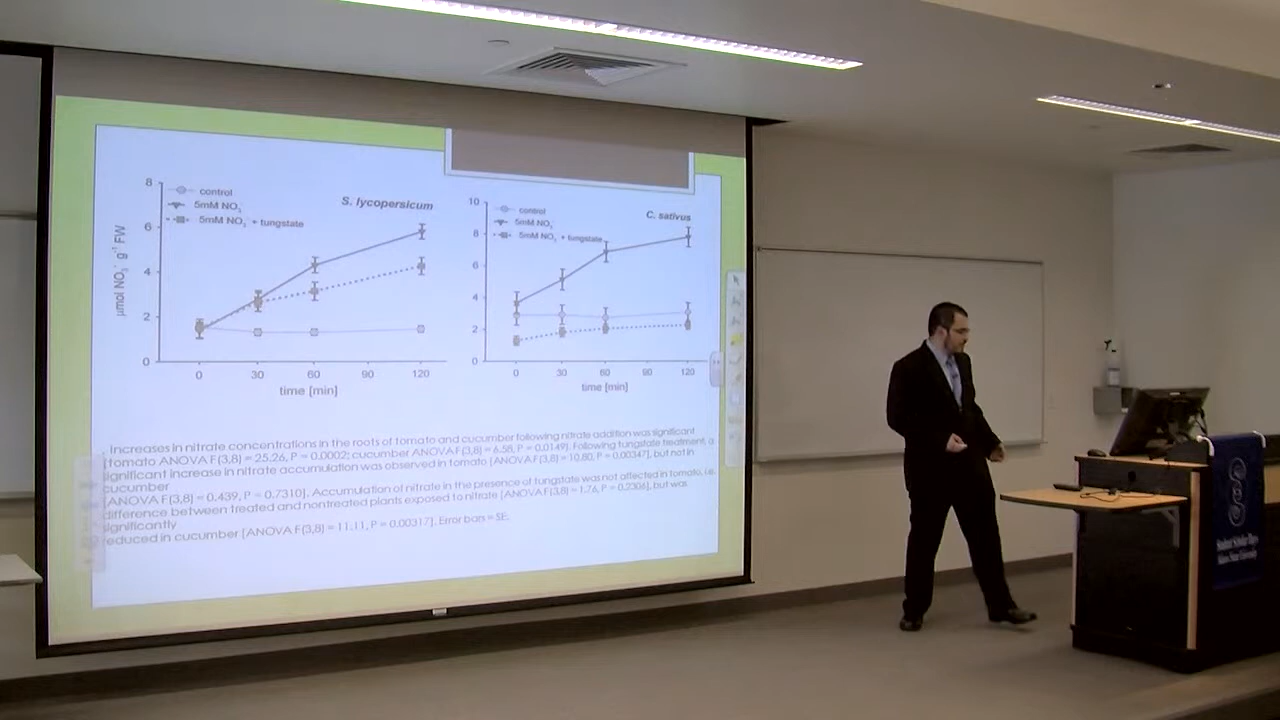 control
5mM NO₃⁻
5mM NO₃⁻ + tungstate
S. lycopersicum
8
6
4
2
0
µmol NO₃⁻ g⁻¹ FW
0 30 60 90 120
time [min]
control
5mM NO₃⁻
5mM NO₃⁻ + tungstate
C. sativus
10
8
6
4
2
0
0 30 60 90 120
time [min]
Increases in nitrate concentrations in the roots of tomato and cucumber following nitrate addition was significant
[tomato ANOVA F(3,8) = 25.26, P = 0.0002; cucumber ANOVA F(3,8) = 6.58, P = 0.0149]. Following tungstate treatment, a
significant increase in nitrate accumulation was observed in tomato [ANOVA F(3,8) = 10.80, P = 0.00347], but not in
cucumber
[ANOVA F(3,8) = 0.439, P = 0.7310]. Accumulation of nitrate in the presence of tungstate was not affected in tomato, i.e.
difference between treated and nontreated plants exposed to nitrate [ANOVA F(3,8) = 1.76, P = 0.2306], but was
significantly
educed in cucumber [ANOVA F(3,8) = 11.11, P = 0.00317]. Error bars = SE.
Student Scholar Days
Adams State University